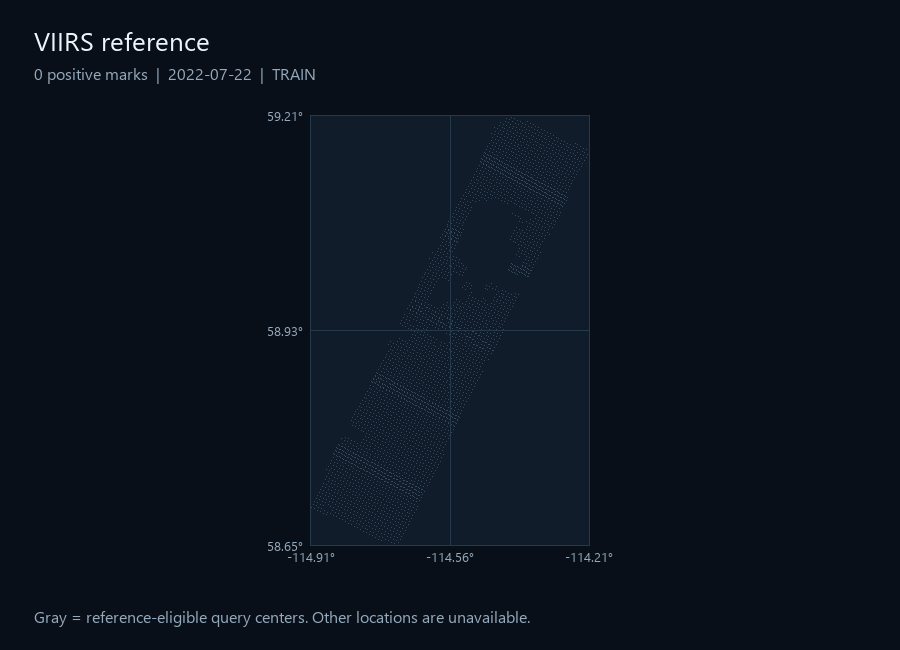 VIIRS reference
0 positive marks | 2022-07-22 | TRAIN
59.21°
58.93°
58.65°
-114.91° -114.56° -114.21°
Gray = reference-eligible query centers. Other locations are unavailable.